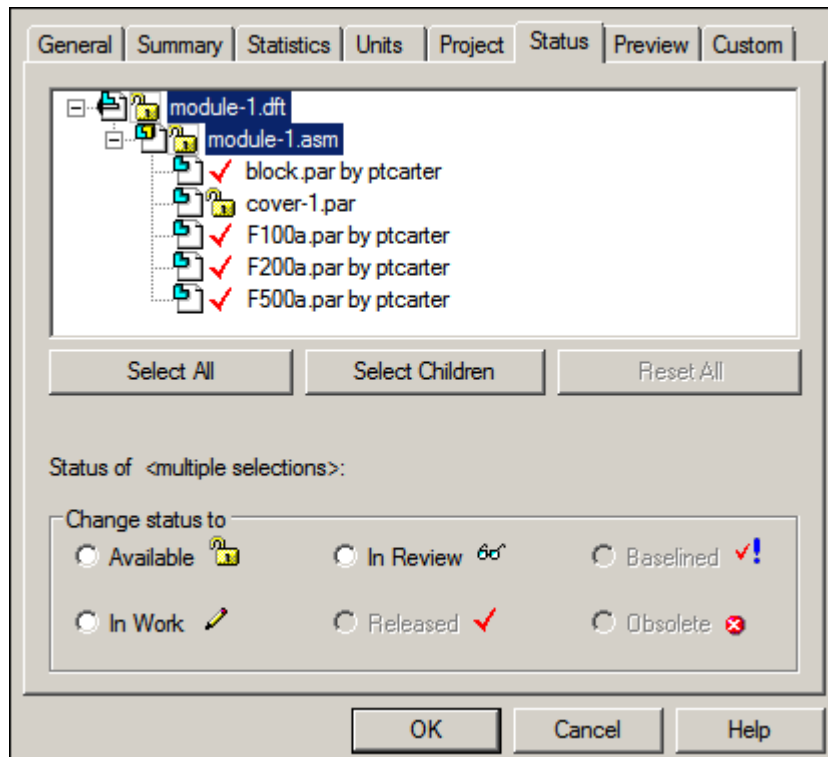 General Summary Statistics Units Project Status Preview Custom
module-1.dft
module-1.asm
block.par by ptcarter
cover-1.par
F100a.par by ptcarter
F200a.par by ptcarter
F500a.par by ptcarter
Select All Select Children Reset All
Status of <multiple selections>:
Change status to
Available In Review Baselined
In Work Released Obsolete
OK Cancel Help